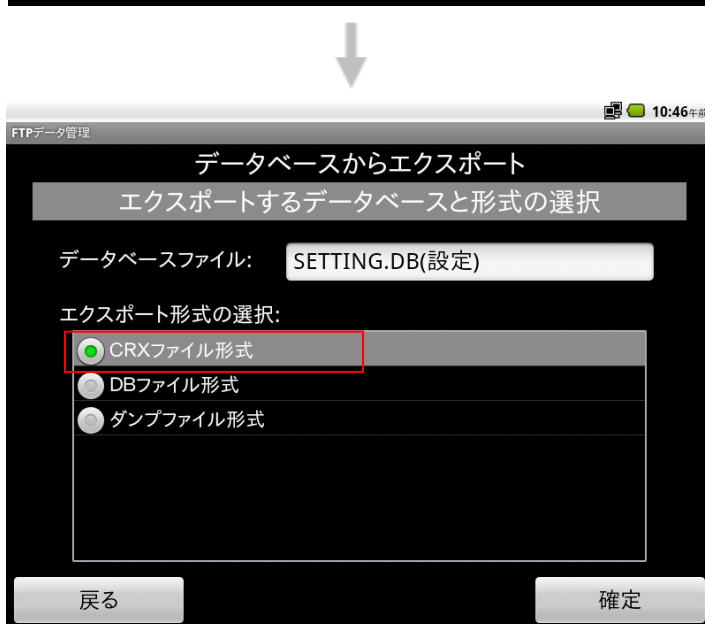 10:46午前
FTPデータ管理
データベースからエクスポート
エクスポートするデータベースと形式の選択
データベースファイル:
SETTING.DB(設定)
エクスポート形式の選択:
CRXファイル形式
DBファイル形式
ダンプファイル形式
戻る
確定